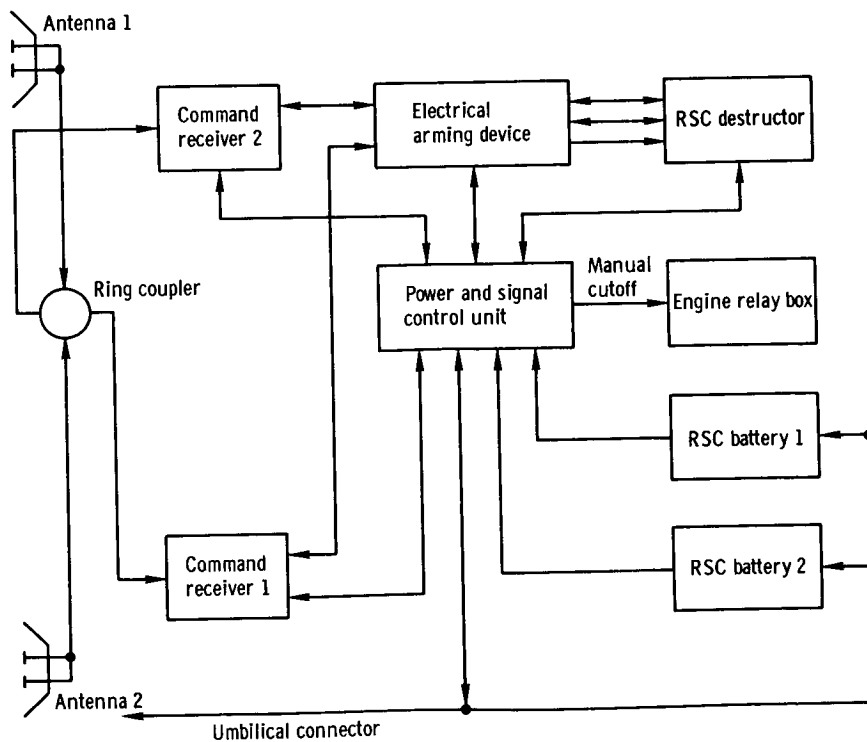 Antenna 1
Command
receiver 2
Electrical
arming device
RSC destructor
Ring coupler
Power and signal
control unit
Manual
cutoff
Engine relay box
RSC battery 1
Command
receiver 1
RSC battery 2
Antenna 2
Umbilical connector